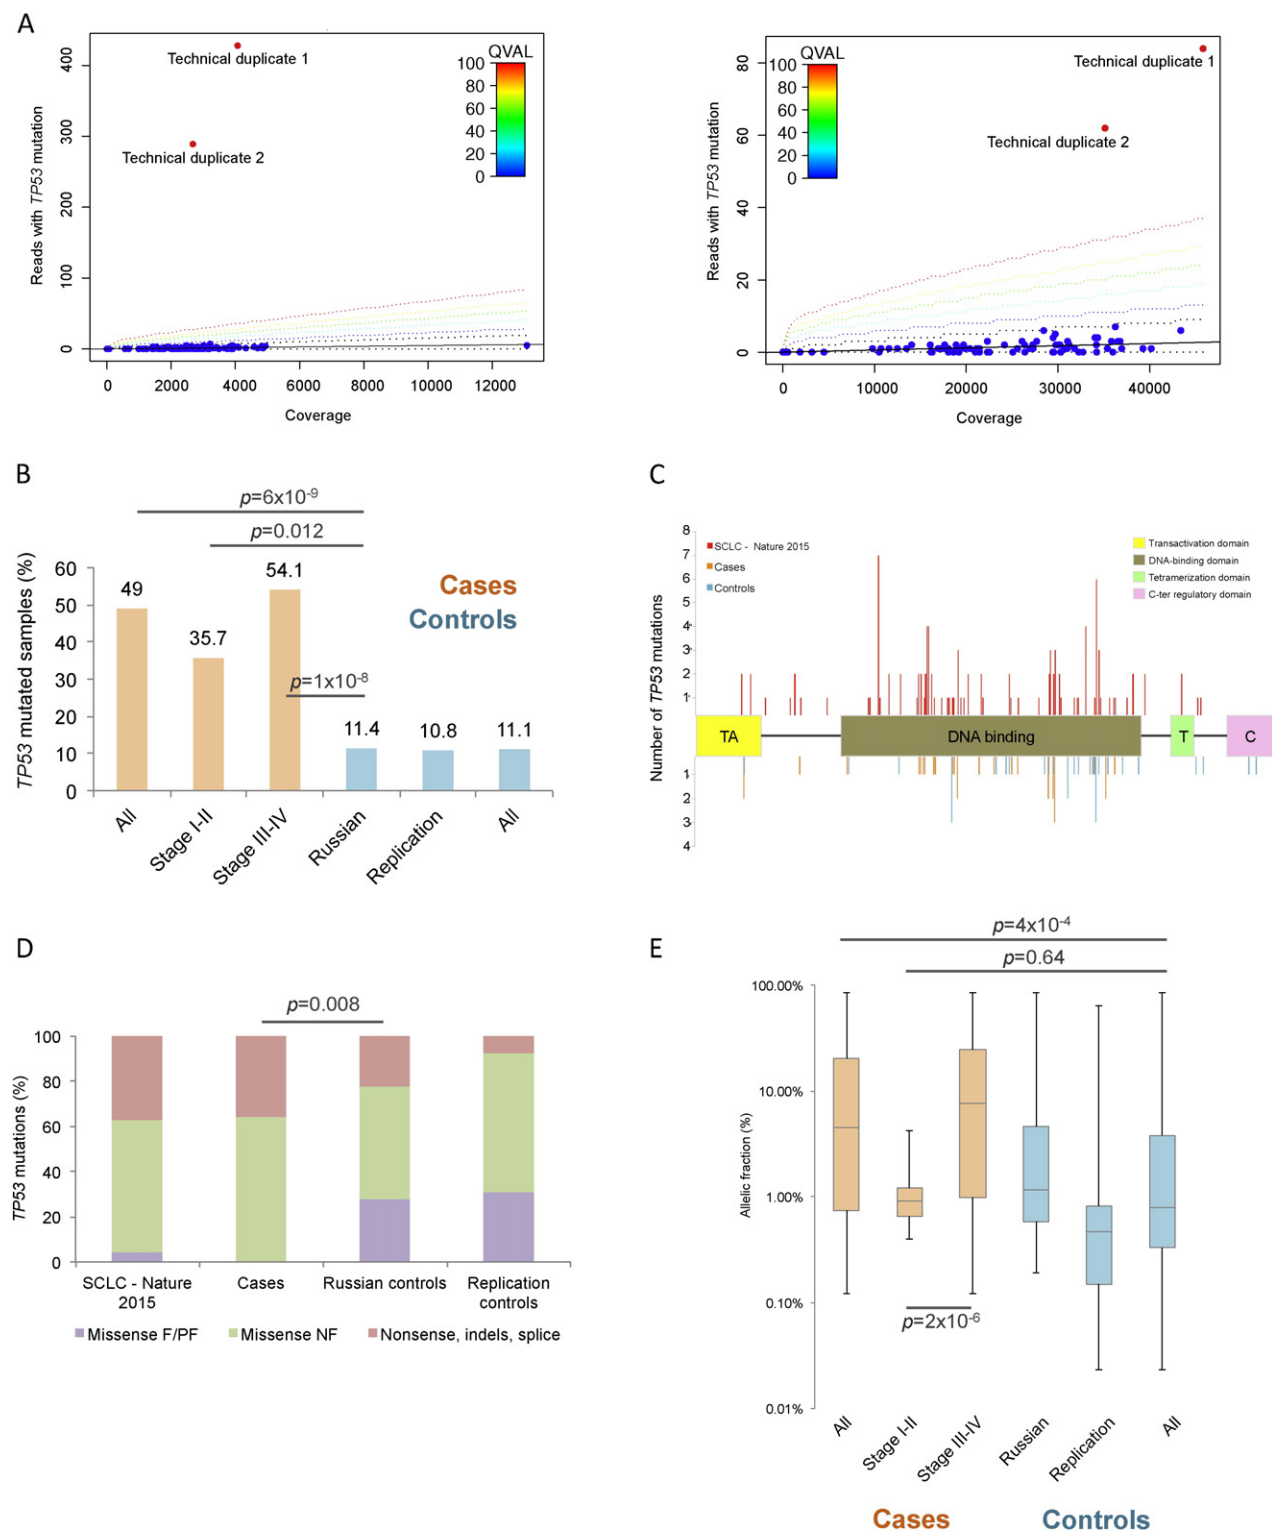 A
QVAL
100
80
60
40
20
0
Technical duplicate 1
Technical duplicate 2
400
300
200
100
0
Reads with TP53 mutation
0 2000 4000 6000 8000 10000 12000
Coverage
QVAL
100
80
60
40
20
0
Technical duplicate 1
Technical duplicate 2
80
60
40
20
0
Reads with TP53 mutation
0 10000 20000 30000 40000
Coverage
B
p=6x10-9
p=0.012
p=1x10-8
Cases
Controls
60
50
40
30
20
10
0
TP53 mutated samples (%)
49
35.7
54.1
11.4
10.8
11.1
All
Stage I-II
Stage III-IV
Russian
Replication
All
C
8
7
6
5
4
3
2
1
1
2
3
4
Number of TP53 mutations
SCLC - Nature 2015
Cases
Controls
Transactivation domain
DNA-binding domain
Tetramerization domain
C-ter regulatory domain
TA
DNA binding
T
C
D
p=0.008
100
80
60
40
20
0
TP53 mutations (%)
SCLC - Nature
2015
Cases
Russian controls
Replication
controls
Missense F/PF
Missense NF
Nonsense, indels, splice
E
p=4x10-4
p=0.64
100.00%
10.00%
1.00%
0.10%
0.01%
Allelic fraction (%)
p=2x10-6
All
Stage I-II
Stage III-IV
Russian
Replication
All
Cases
Controls